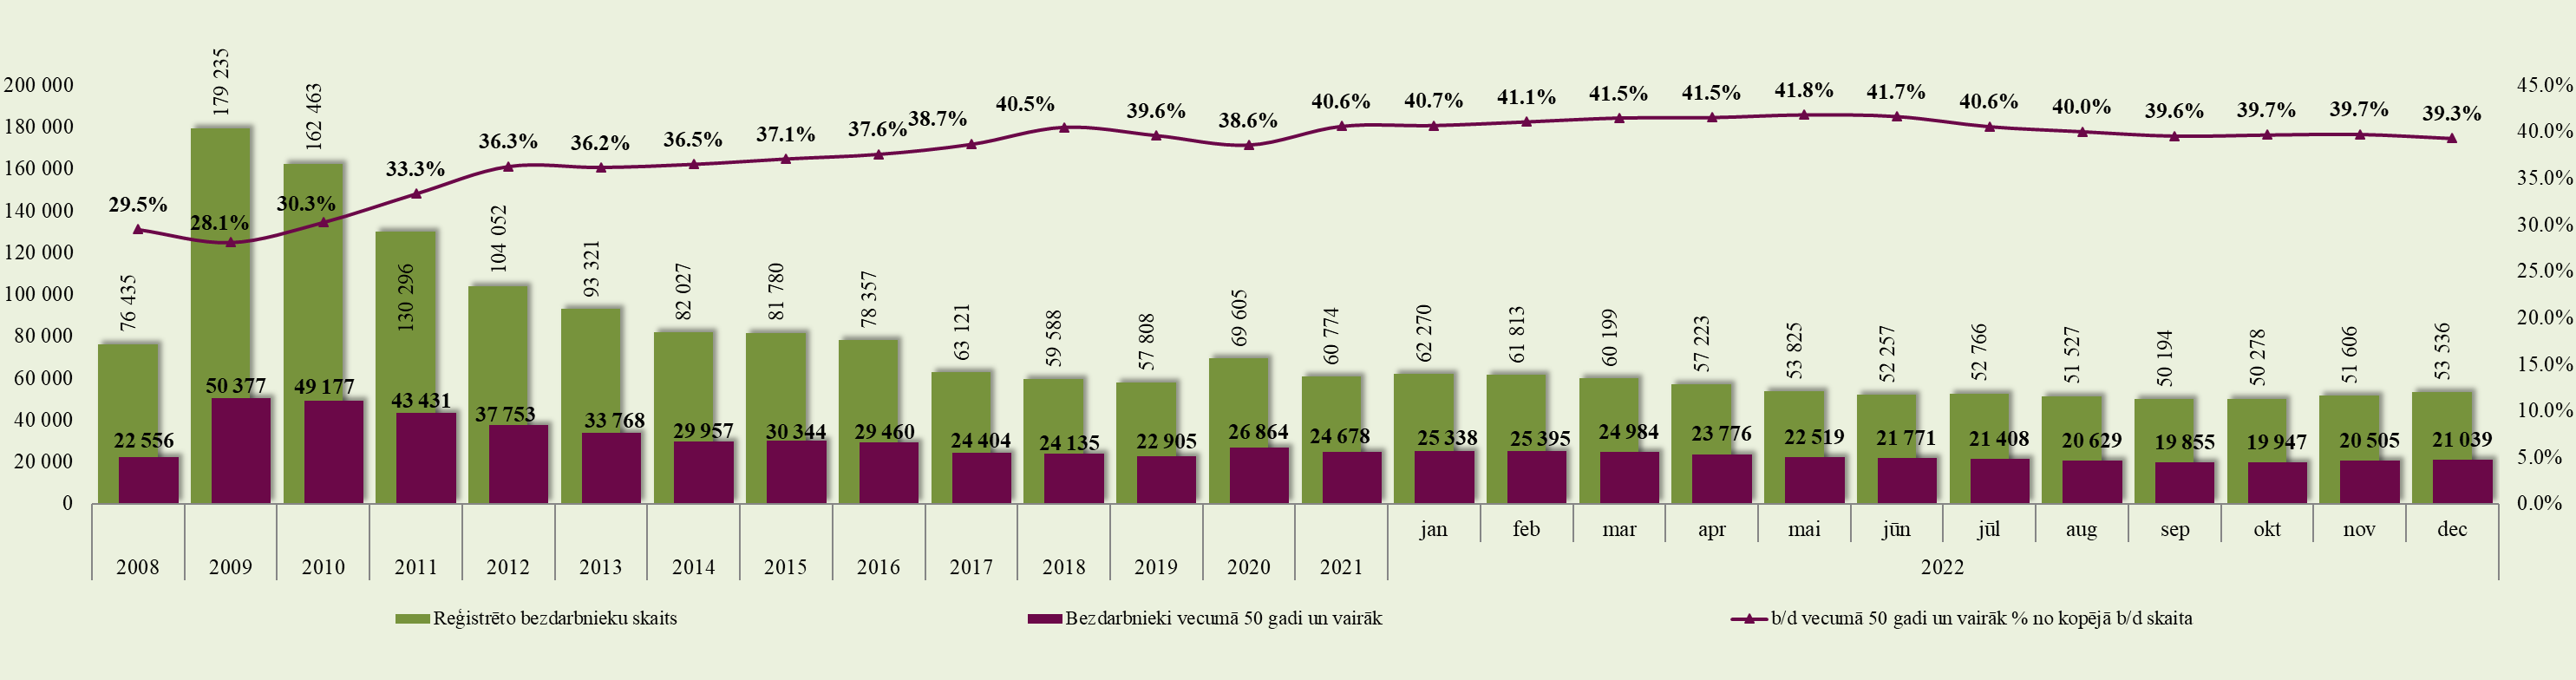 179 235
162 463
200 000 45.0%
40.5% 39.6% 38.6% 40.6% 40.7% 41.1% 41.5% 41.5% 41.8% 41.7% 40.6% 40.0% 39.6% 39.7% 39.7% 39.3%
180 000 36.3% 36.2% 36.5% 37.1% 37.6% 38.7% 40.0%
160 000 33.3% 35.0%
140 000 29.5% 28.1% 30.3% 30.0%
120 000 104 052 93 321 25.0%
100 000 76 435 130 296 82 027 81 780 78 357 20.0%
80 000 63 121 59 588 57 808 69 605 60 774 62 270 61 813 60 199 57 223 53 825 52 257 52 766 51 527 50 194 50 278 51 606 53 536 15.0%
60 000 10.0%
40 000 5.0%
22 556 50 377 49 177 43 431 37 753 33 768 29 957 30 344 29 460 24 404 24 135 22 905 26 864 24 678 25 338 25 395 24 984 23 776 22 519 21 771 21 408 20 629 19 855 19 947 20 505 21 039
20 000
0 0.0%
jan feb mar apr mai jūn jūl aug sep okt nov dec
2008 2009 2010 2011 2012 2013 2014 2015 2016 2017 2018 2019 2020 2021 2022
Reģistrēto bezdarbnieku skaits Bezdarbnieki vecumā 50 gadi un vairāk b/d vecumā 50 gadi un vairāk % no kopējā b/d skaita